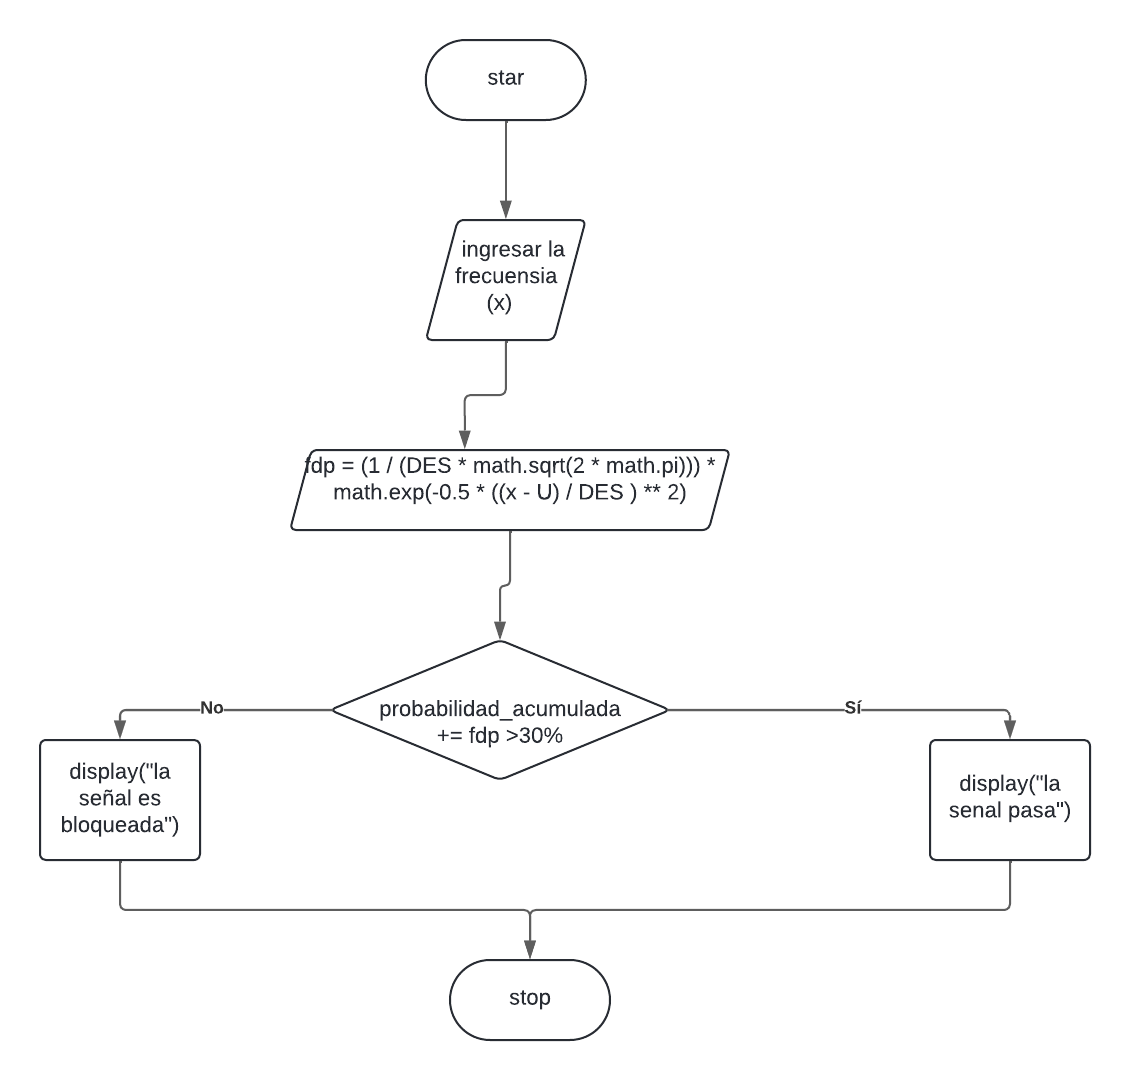 star
ingresar la
frecuensia
(x)
fdp = (1 / (DES * math.sqrt(2 * math.pi))) *
math.exp(-0.5 * ((x - U) / DES ) ** 2)
No
probabilidad_acumulada
+= fdp >30%
Sí
display("la
señal es
bloqueada")
display("la
senal pasa")
stop